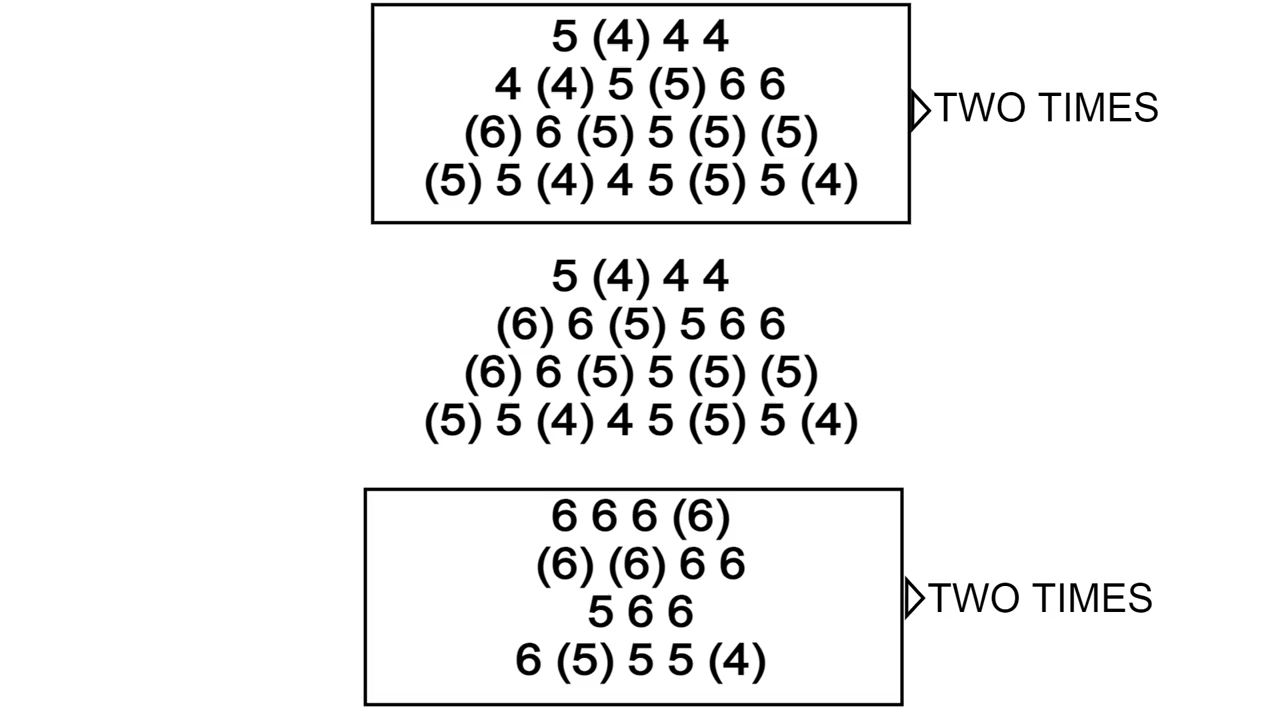 5 (4) 4 4
4 (4) 5 (5) 6 6
(6) 6 (5) 5 (5) (5)
(5) 5 (4) 4 5 (5) 5 (4)
TWO TIMES
5 (4) 4 4
(6) 6 (5) 5 6 6
(6) 6 (5) 5 (5) (5)
(5) 5 (4) 4 5 (5) 5 (4)
6 6 6 (6)
(6) (6) 6 6
5 6 6
6 (5) 5 5 (4)
TWO TIMES